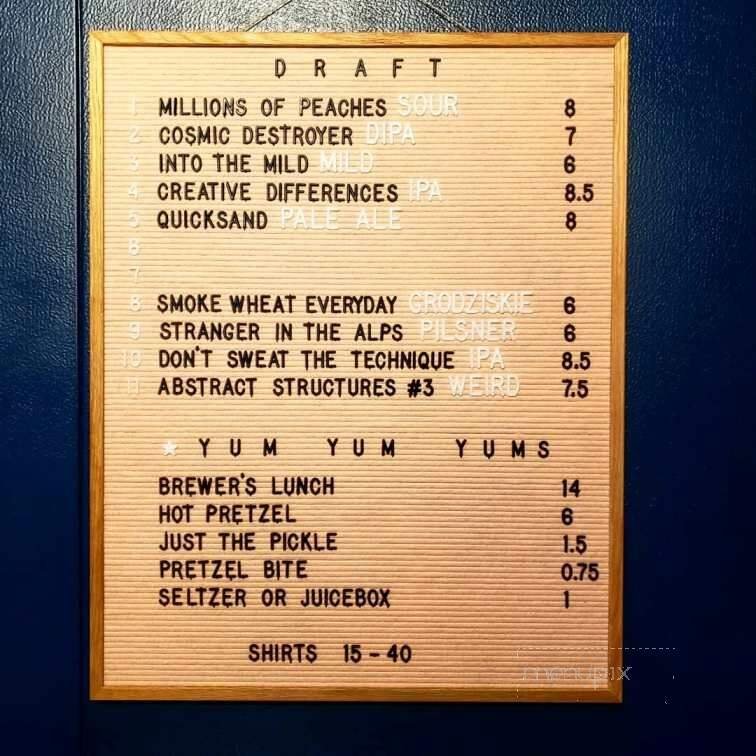 DRAFT
1 MILLIONS OF PEACHES SOUR 8
2 COSMIC DESTROYER DIPA 7
3 INTO THE MILD MILD 6
4 CREATIVE DIFFERENCES IPA 8.5
5 QUICKSAND PALE ALE 8
6
7
8 SMOKE WHEAT EVERYDAY GRODZISKIE 6
9 STRANGER IN THE ALPS PILSNER 6
10 DON'T SWEAT THE TECHNIQUE IPA 8.5
11 ABSTRACT STRUCTURES #3 WEIRD 7.5
★ YUM YUM YUMS
BREWER'S LUNCH 14
HOT PRETZEL 6
JUST THE PICKLE 1.5
PRETZEL BITE 0.75
SELTZER OR JUICEBOX 1
SHIRTS 15-40
menupix